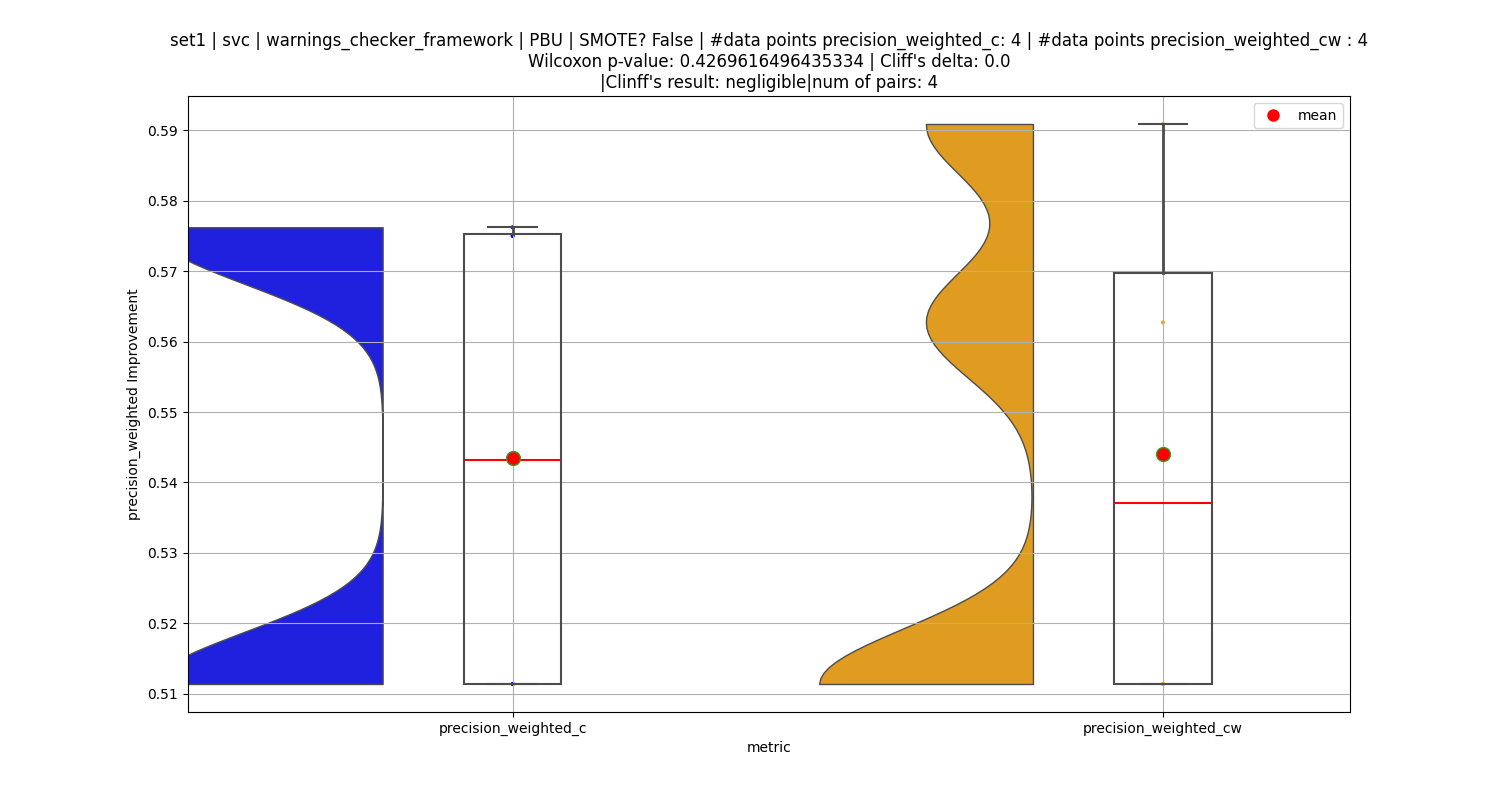 set1 | svc | warnings_checker_framework | PBU | SMOTE? False | #data points precision_weighted_c: 4 | #data points precision_weighted_cw : 4
Wilcoxon p-value: 0.4269616496435334 | Cliff's delta: 0.0
|Clinff's result: negligible|num of pairs: 4
mean
0.59
0.58
0.57
0.56
0.55
0.54
0.53
0.52
0.51
precision_weighted Improvement
precision_weighted_c
precision_weighted_cw
metric